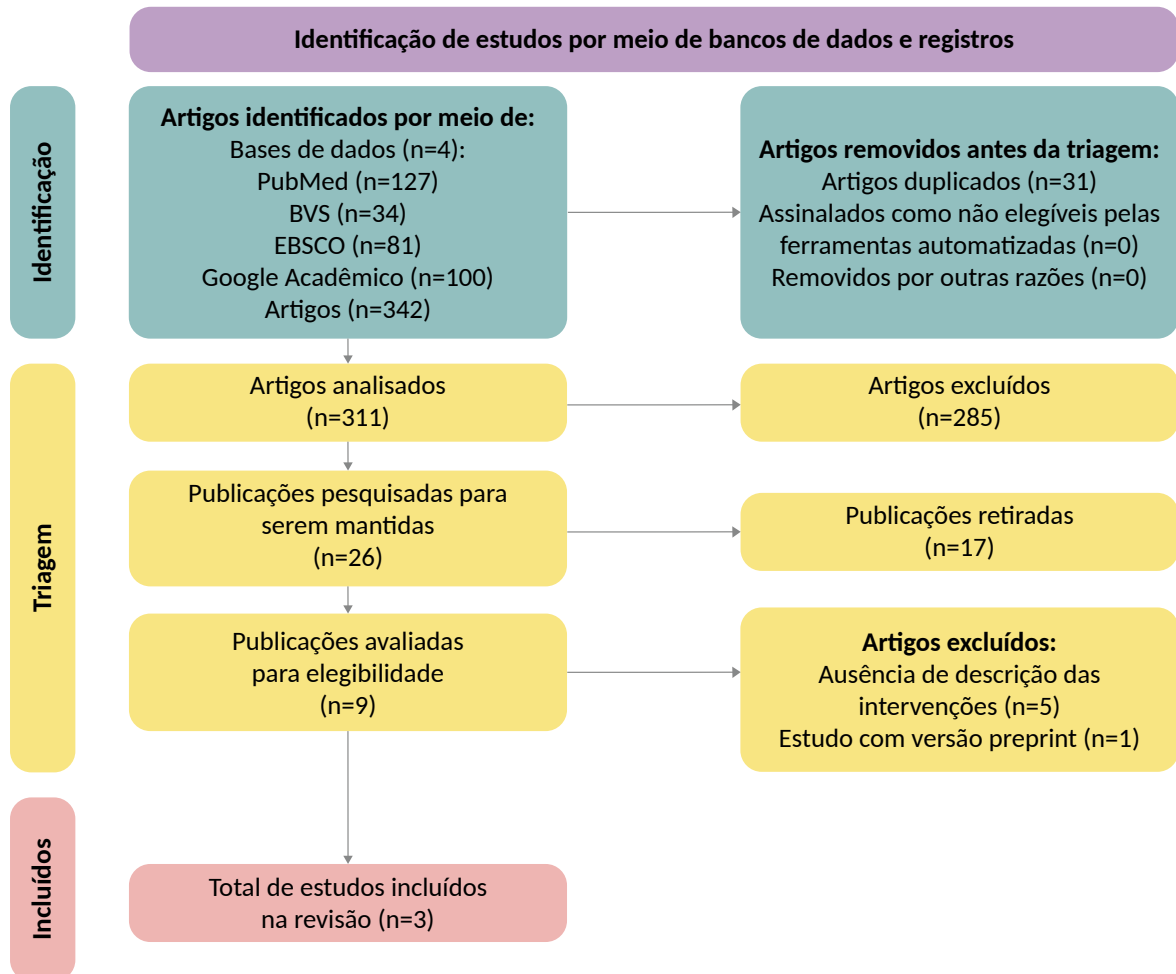 Identificação de estudos por meio de bancos de dados e registros
Identificação
Artigos identificados por meio de:
Bases de dados (n=4):
PubMed (n=127)
BVS (n=34)
EBSCO (n=81)
Google Acadêmico (n=100)
Artigos (n=342)
Artigos removidos antes da triagem:
Artigos duplicados (n=31)
Assinalados como não elegíveis pelas
ferramentas automatizadas (n=0)
Removidos por outras razões (n=0)
Triagem
Artigos analisados
(n=311)
Artigos excluídos
(n=285)
Publicações pesquisadas para
serem mantidas
(n=26)
Publicações retiradas
(n=17)
Publicações avaliadas
para elegibilidade
(n=9)
Artigos excluídos:
Ausência de descrição das
intervenções (n=5)
Estudo com versão preprint (n=1)
Incluídos
Total de estudos incluídos
na revisão (n=3)